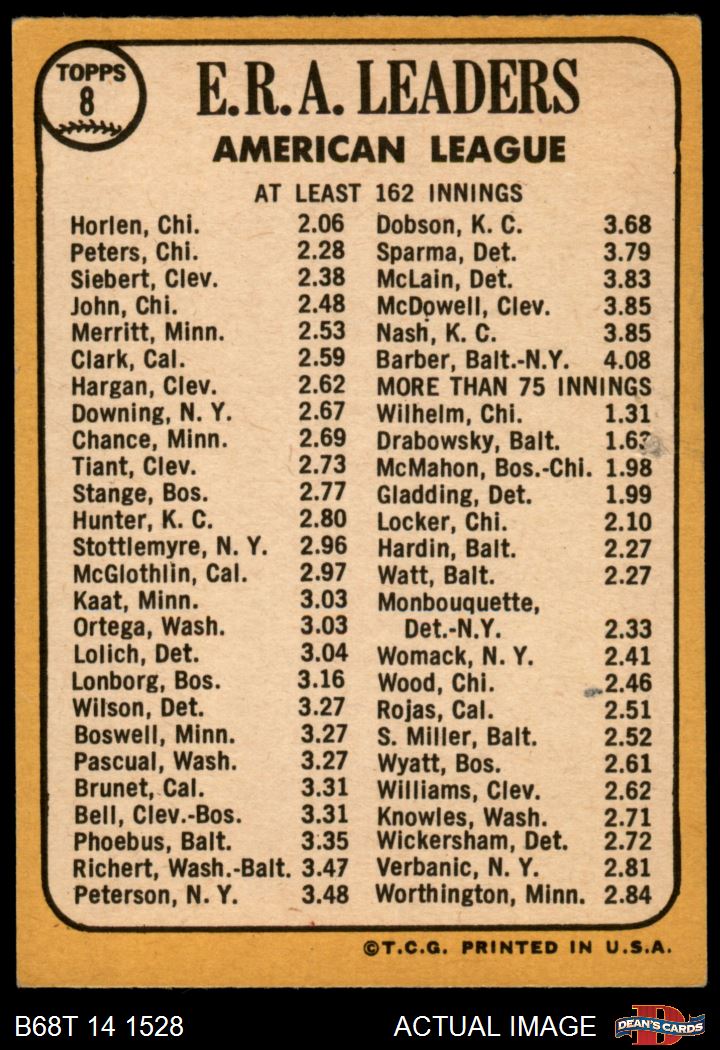 TOPPS
8
E.R.A. LEADERS
AMERICAN LEAGUE
AT LEAST 162 INNINGS
Horlen, Chi. 2.06
Peters, Chi. 2.28
Siebert, Clev. 2.38
John, Chi. 2.48
Merritt, Minn. 2.53
Clark, Cal. 2.59
Hargan, Clev. 2.62
Downing, N. Y. 2.67
Chance, Minn. 2.69
Tiant, Clev. 2.73
Stange, Bos. 2.77
Hunter, K. C. 2.80
Stottlemyre, N. Y. 2.96
McGlothlin, Cal. 2.97
Kaat, Minn. 3.03
Ortega, Wash. 3.03
Lolich, Det. 3.04
Lonborg, Bos. 3.16
Wilson, Det. 3.27
Boswell, Minn. 3.27
Pascual, Wash. 3.27
Brunet, Cal. 3.31
Bell, Clev.-Bos. 3.31
Phoebus, Balt. 3.35
Richert, Wash.-Balt. 3.47
Peterson, N. Y. 3.48
Dobson, K. C. 3.68
Sparma, Det. 3.79
McLain, Det. 3.83
McDowell, Clev. 3.85
Nash, K. C. 3.85
Barber, Balt.-N.Y. 4.08
MORE THAN 75 INNINGS
Wilhelm, Chi. 1.31
Drabowsky, Balt.
McMahon, Bos.-Chi. 1.98
Gladding, Det. 1.99
Locker, Chi. 2.10
Hardin, Balt. 2.27
Watt, Balt. 2.27
Monbouquette,
Det.-N.Y. 2.33
Womack, N. Y. 2.41
Wood, Chi. 2.46
Rojas, Cal. 2.51
S. Miller, Balt. 2.52
Wyatt, Bos. 2.61
Williams, Clev. 2.62
Knowles, Wash. 2.71
Wickersham, Det. 2.72
Verbanic, N. Y. 2.81
Worthington, Minn. 2.84
©T.C.G. PRINTED IN U.S.A.
B68T 14 1528
ACTUAL IMAGE
DEAN'S CARDS